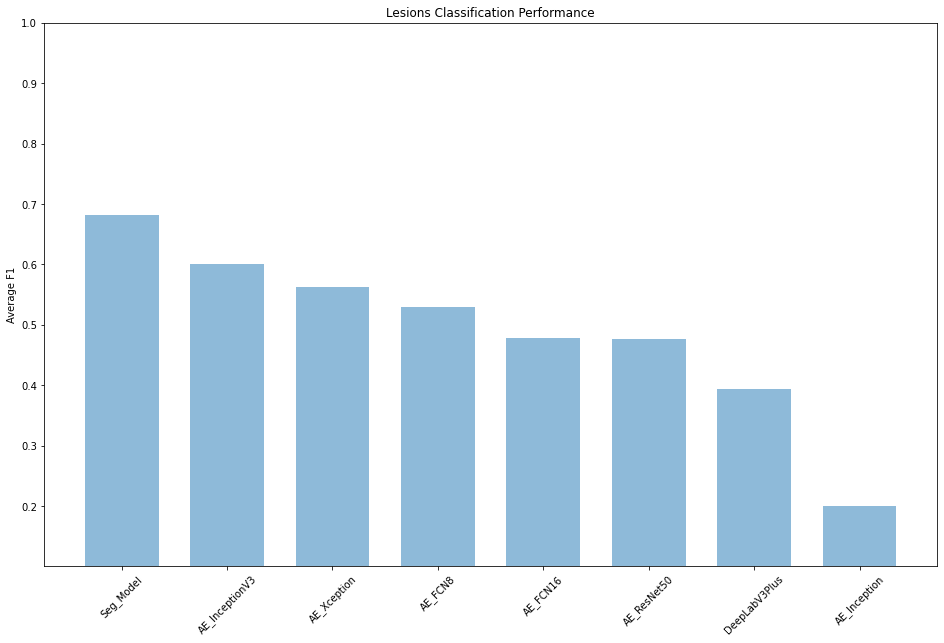 Lesions Classification Performance
1.0
0.9
0.8
0.7
0.6
0.5
0.4
0.3
0.2
Average F1
Seg_Model
AE_InceptionV3
AE_Xception
AE_FCN8
AE_FCN16
AE_ResNet50
DeepLabV3Plus
AE_Inception